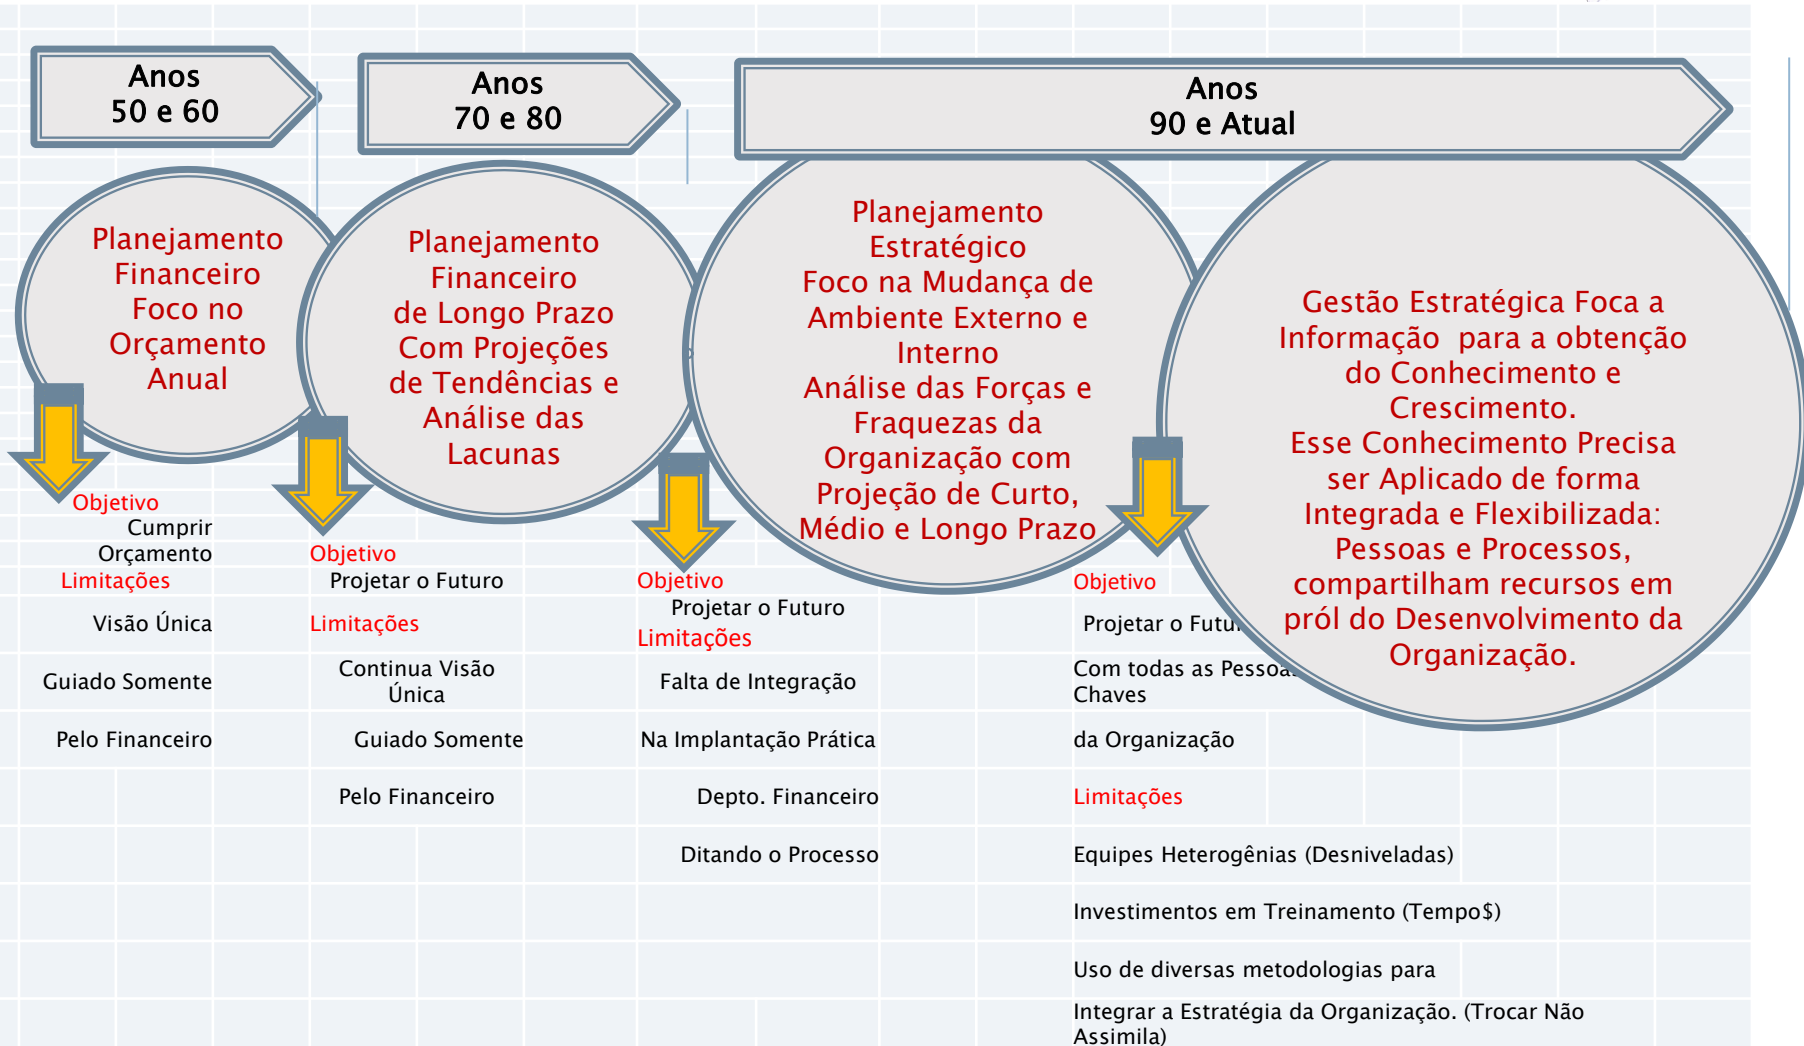 Anos
50 e 60
Anos
70 e 80
Anos
90 e Atual
Planejamento
Financeiro
Foco no
Orçamento
Anual
Planejamento
Financeiro
de Longo Prazo
Com Projeções
de Tendências e
Análise das
Lacunas
Planejamento
Estratégico
Foco na Mudança de
Ambiente Externo e
Interno
Análise das Forças e
Fraquezas da
Organização com
Projeção de Curto,
Médio e Longo Prazo
Gestão Estratégica Foca a
Informação para a obtenção
do Conhecimento e
Crescimento.
Esse Conhecimento Precisa
ser Aplicado de forma
Integrada e Flexibilizada:
Pessoas e Processos,
compartilham recursos em
pról do Desenvolvimento da
Organização.
Objetivo
Cumprir
Orçamento
Limitações
Visão Única
Guiado Somente
Pelo Financeiro
Objetivo
Projetar o Futuro
Limitações
Continua Visão
Única
Guiado Somente
Pelo Financeiro
Objetivo
Projetar o Futuro
Limitações
Falta de Integração
Na Implantação Prática
Depto. Financeiro
Ditando o Processo
Objetivo
Projetar o
Com todas as
Chaves
da Organização
Limitações
Equipes Heterogênias (Desniveladas)
Investimentos em Treinamento (Tempo$)
Uso de diversas metodologias para
Integrar a Estratégia da Organização. (Trocar Não
Assimila)